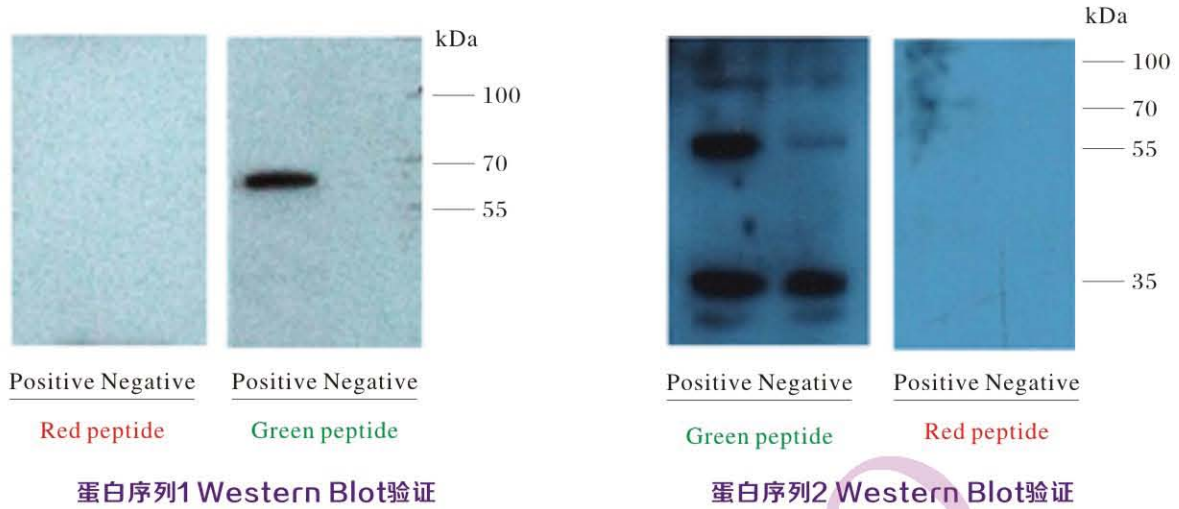 kDa
100
70
55
Positive Negative
Positive Negative
Red peptide
Green peptide
蛋白序列1 Western Blot验证
kDa
100
70
55
35
Positive Negative
Positive Negative
Green peptide
Red peptide
蛋白序列2 Western Blot验证